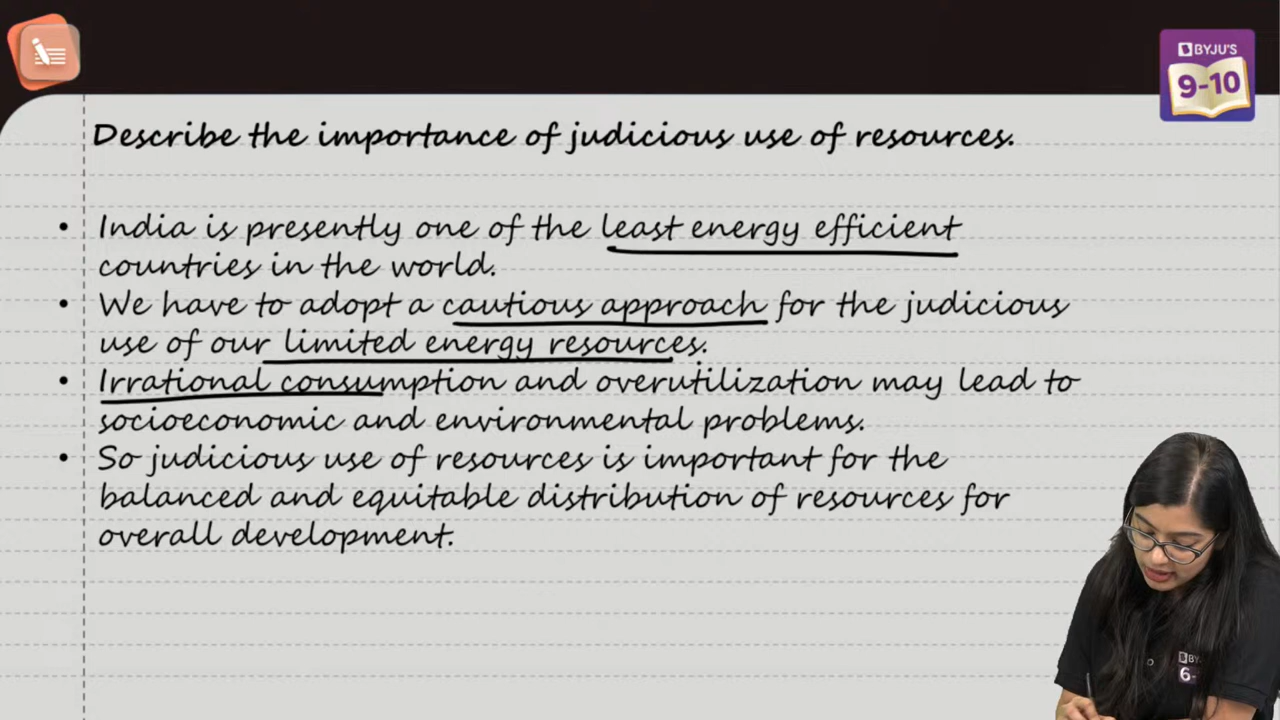 BYJU'S
9-10
Describe the importance of judicious use of resources.
• India is presently one of the least energy efficient
countries in the world.
• We have to adopt a cautious approach for the judicious
use of our limited energy resources.
• Irrational consumption and overutilization may lead to
socioeconomic and environmental problems.
• So judicious use of resources is important for the
balanced and equitable distribution of resources for
overall development.
BY
6-